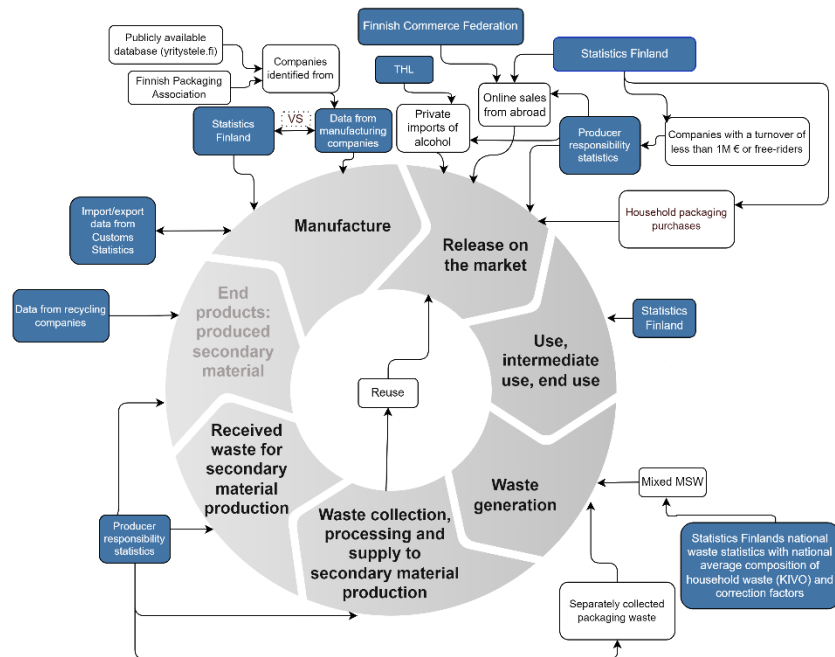 Publicly available
database (yritystele.fi)
Finnish Packaging
Association
Companies
identified from
Finnish Commerce Federation
THL
Statistics Finland
Statistics
Finland
VS
Data from
manufacturing
companies
Private
imports of
alcohol
Online sales
from abroad
Producer
responsibility
statistics
Companies with a turnover of
less than 1M € or free-riders
Import/export
data from
Customs
Statistics
Manufacture
Release on
the market
Household packaging
purchases
Data from recycling
companies
End
products:
produced
secondary
material
Use,
intermediate
use, end use
Statistics
Finland
Reuse
Received
waste for
secondary
material
production
Waste
generation
Mixed MSW
Producer
responsibility
statistics
Waste collection,
processing and
supply to
secondary material
production
Separately collected
packaging waste
Statistics Finlands national
waste statistics with national
average composition of
household waste (KIVO) and
correction factors